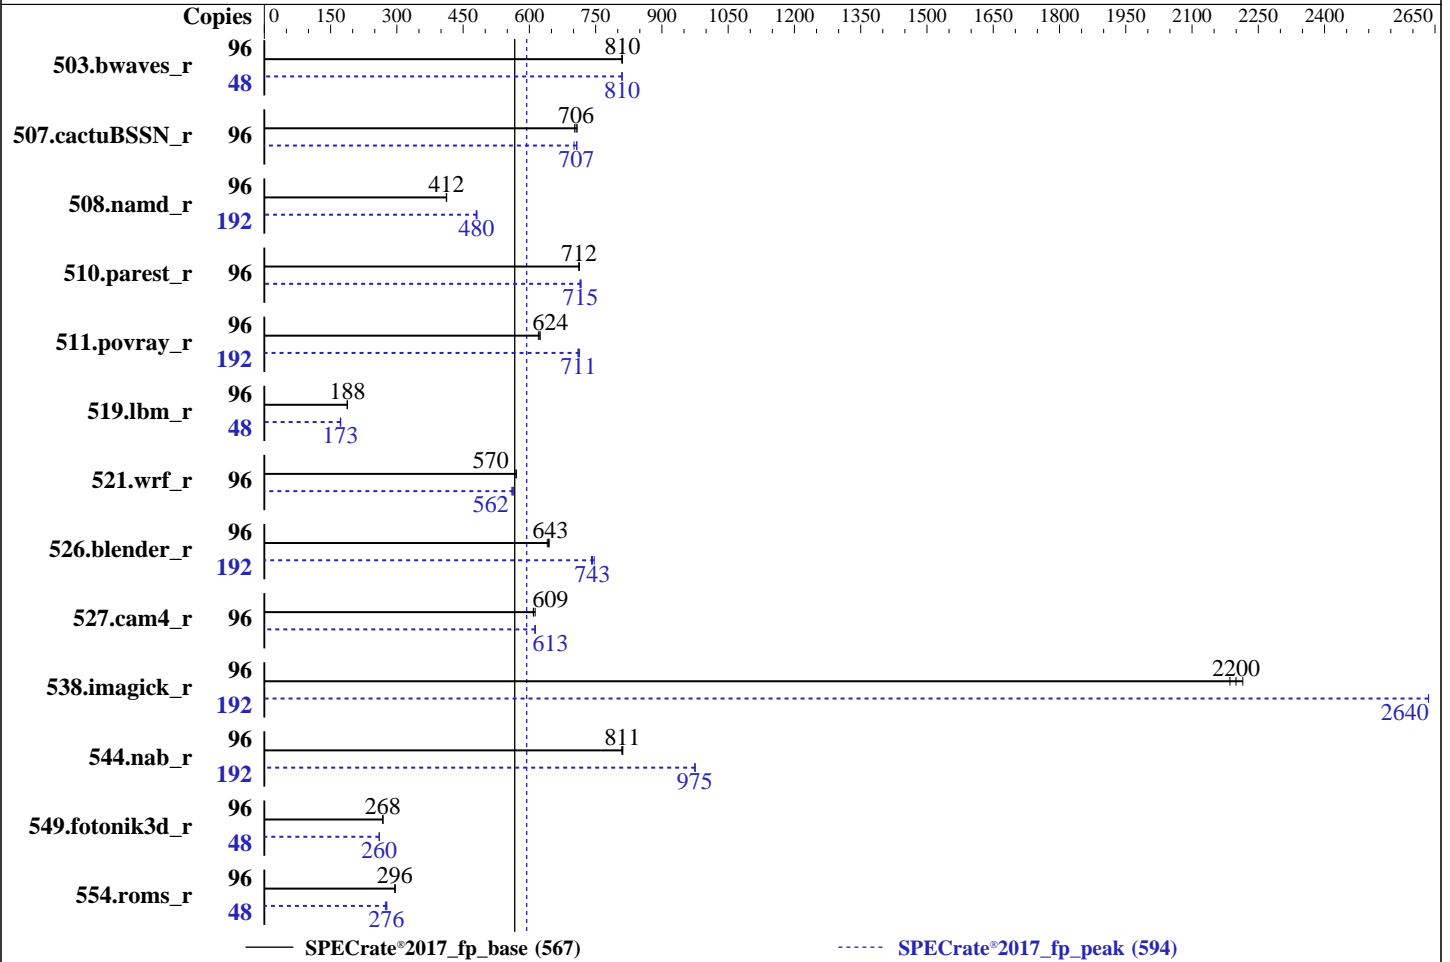 Copies 0 150 300 450 600 750 900 1050 1200 1350 1500 1650 1800 1950 2100 2250 2400 2650
503.bwaves_r 96 810
48 810
507.cactuBSSN_r 96 706
707
508.namd_r 96 412
192 480
510.parest_r 96 712
715
511.povray_r 96 624
192 711
519.lbm_r 96 188
48 173
521.wrf_r 96 570
562
526.blender_r 96 643
192 743
527.cam4_r 96 609
613
538.imagick_r 96 2200
192 2640
544.nab_r 96 811
192 975
549.fotonik3d_r 96 268
48 260
554.roms_r 96 296
48 276
SPECrate®2017_fp_base (567) SPECrate®2017_fp_peak (594)